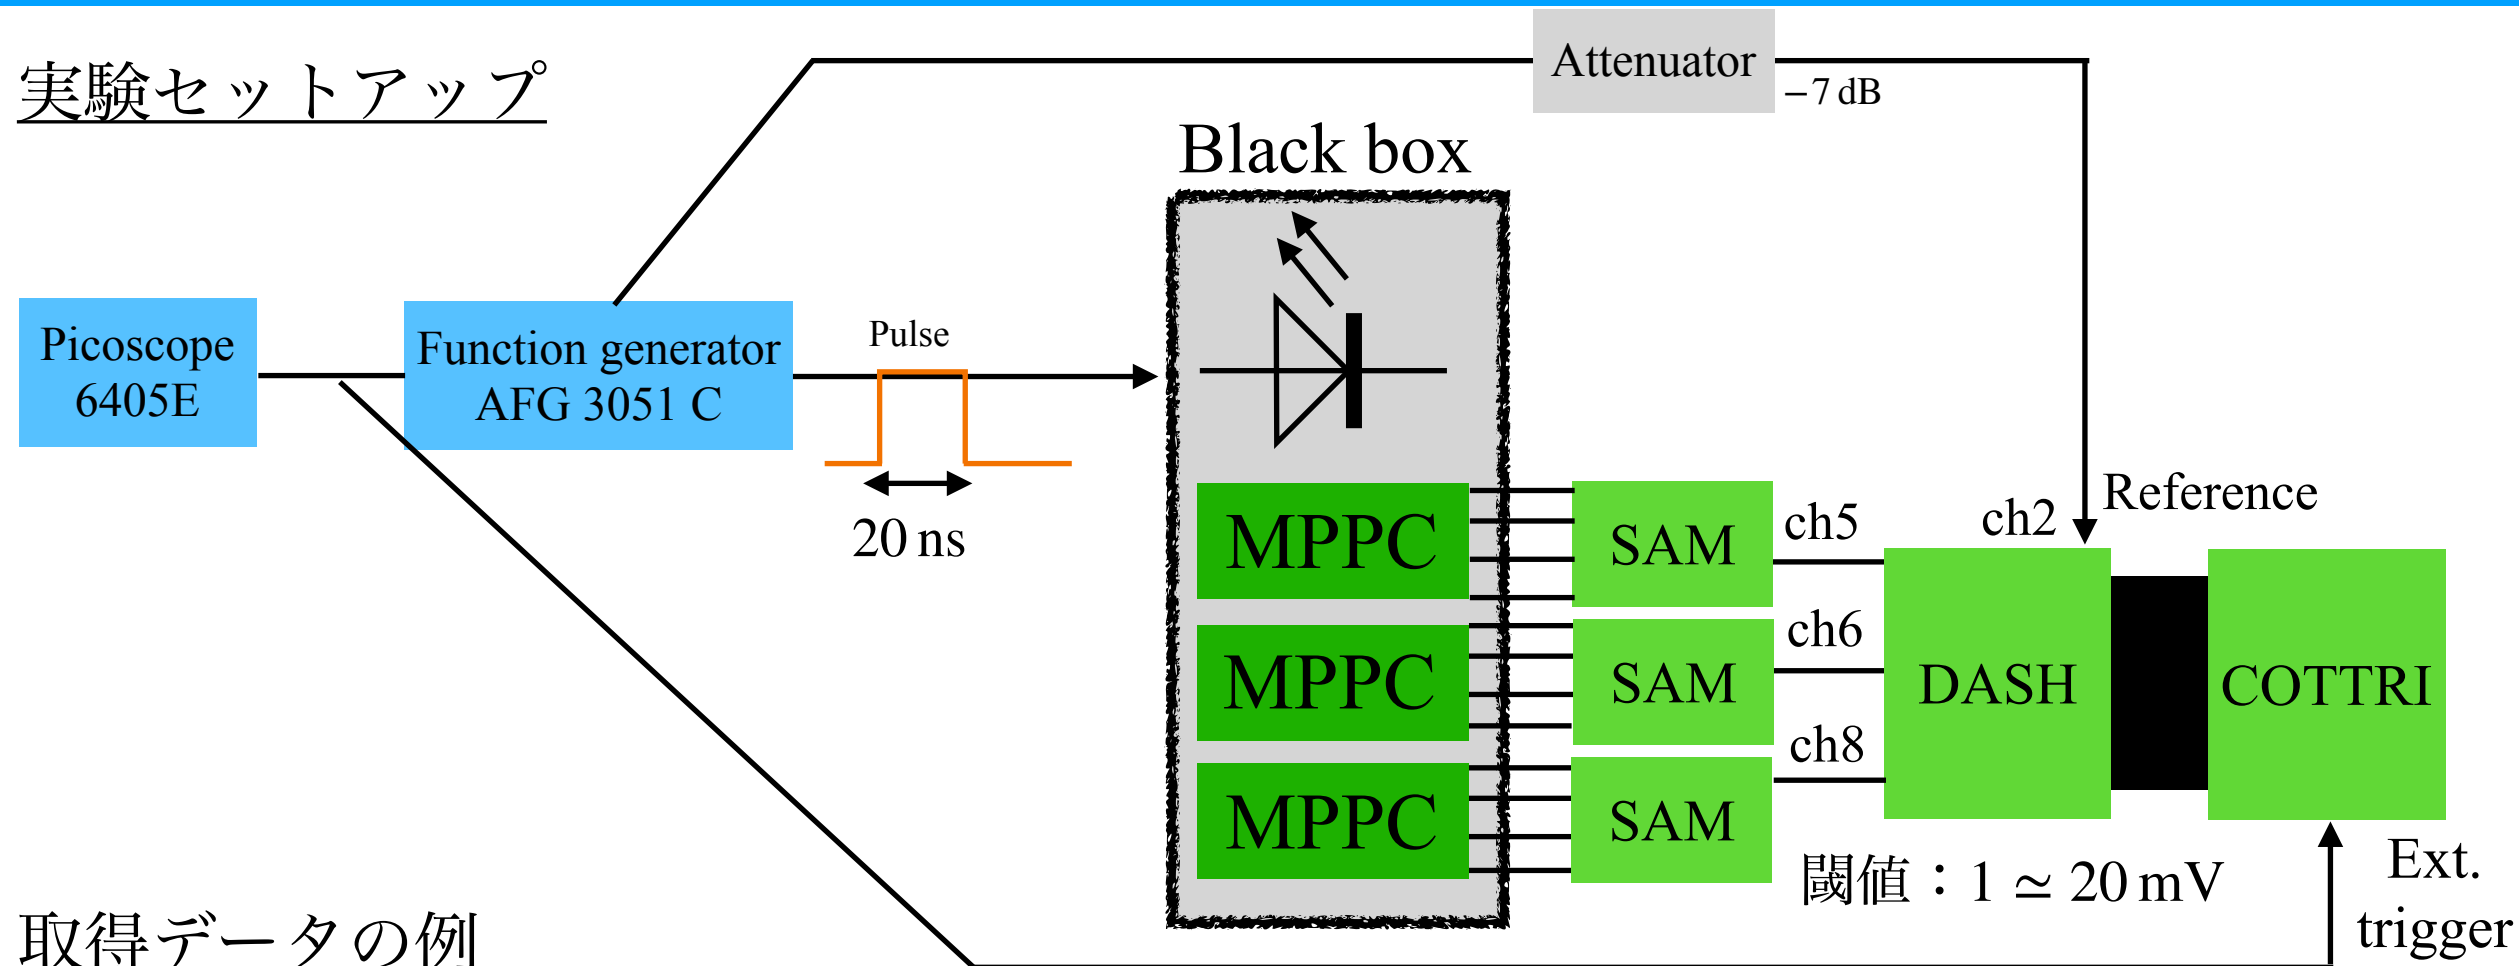 実験セットアップ
Attenuator
−7 dB
Black box
Picoscope
6405E
Function generator
AFG 3051 C
Pulse
20 ns
MPPC
MPPC
MPPC
SAM
SAM
SAM
ch5
ch6
ch8
ch2
Reference
DASH
COTTRI
閾値：1 ≃ 20 mV
Ext.
trigger
取得データの例